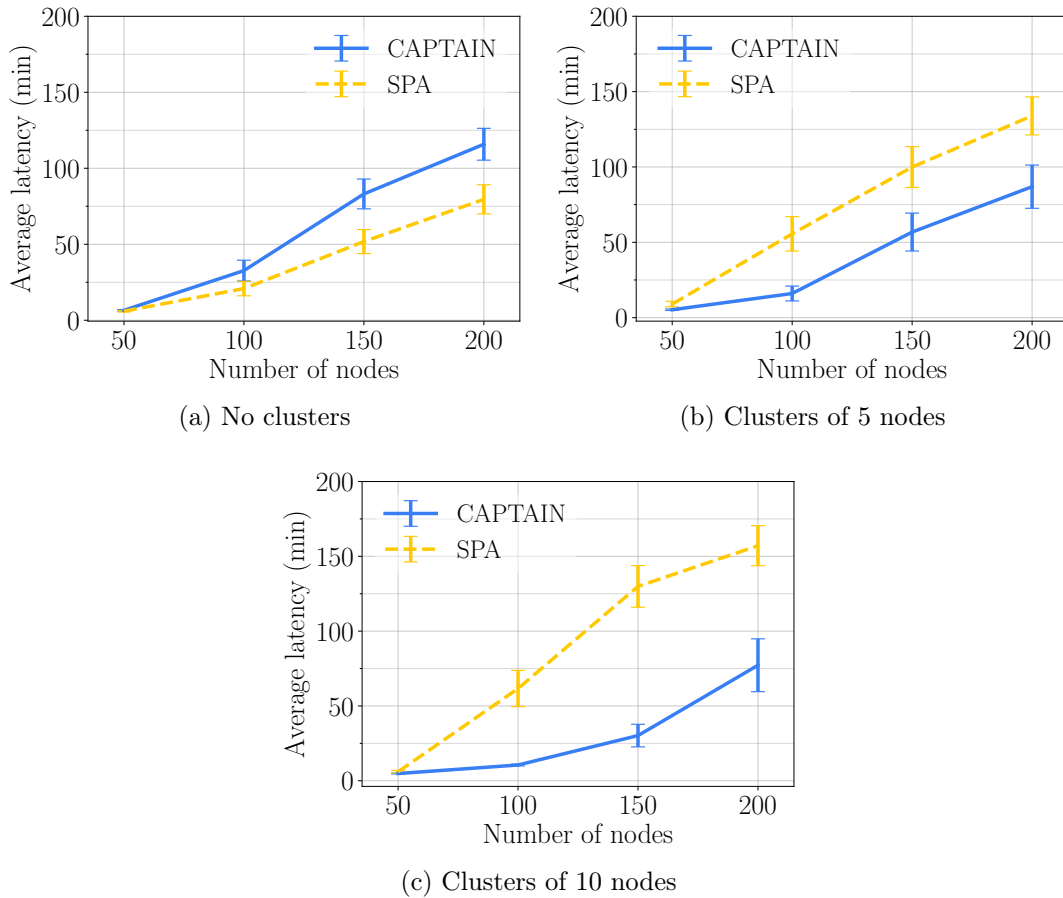 200
150
100
50
0
Average latency (min)
CAPTAIN
SPA
50 100 150 200
Number of nodes
(a) No clusters
200
150
100
50
0
Average latency (min)
CAPTAIN
SPA
50 100 150 200
Number of nodes
(b) Clusters of 5 nodes
200
150
100
50
0
Average latency (min)
CAPTAIN
SPA
50 100 150 200
Number of nodes
(c) Clusters of 10 nodes